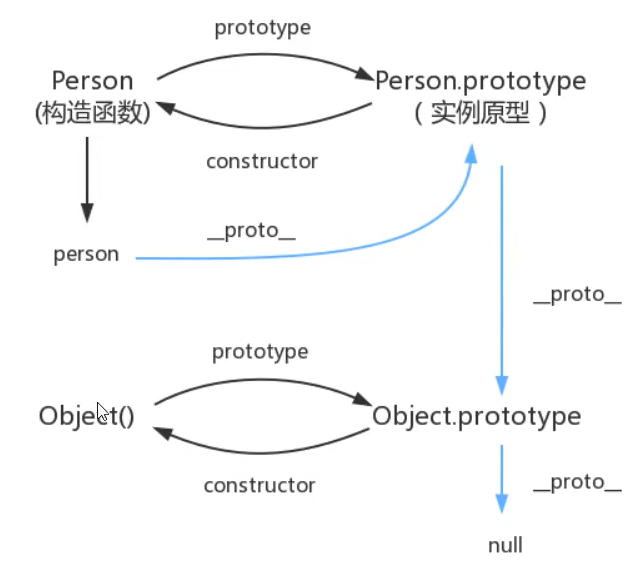 prototype
Person
Person.prototype
(构造函数)
( 实例原型 )
constructor
__proto__
person
__proto__
prototype
Object()
Object.prototype
constructor
__proto__
null